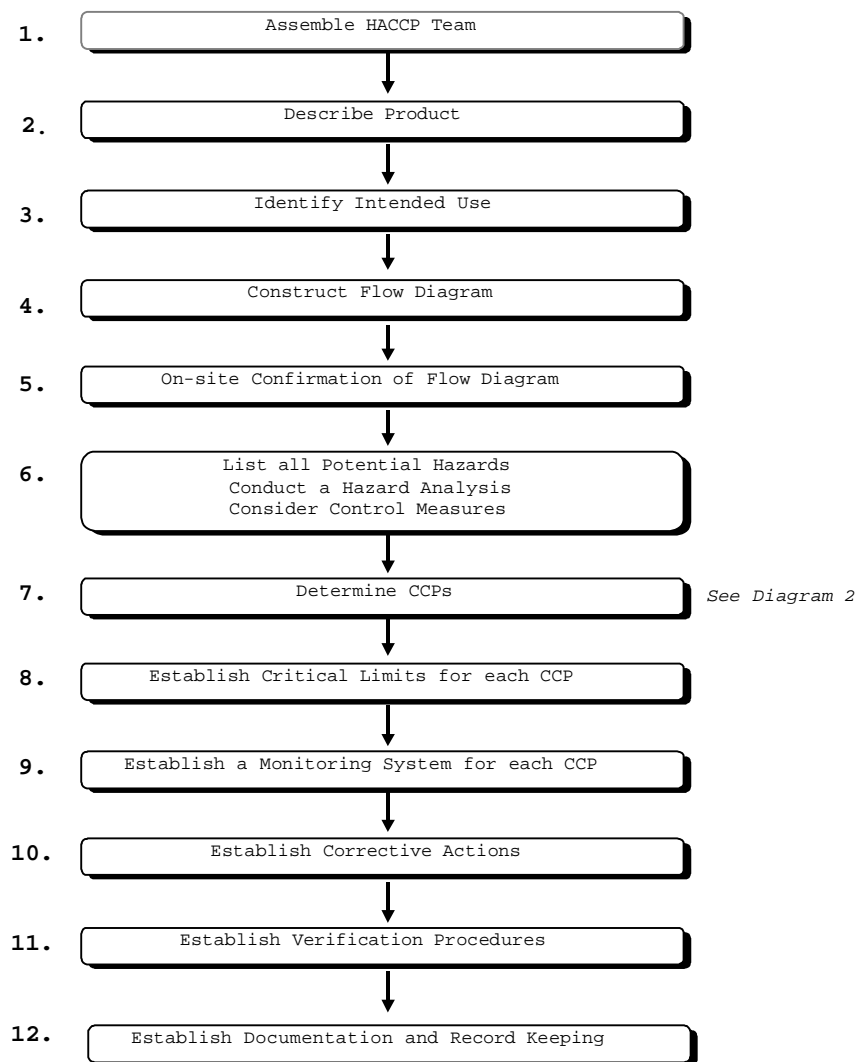 1. Assemble HACCP Team
2. Describe Product
3. Identify Intended Use
4. Construct Flow Diagram
5. On-site Confirmation of Flow Diagram
6. List all Potential Hazards
Conduct a Hazard Analysis
Consider Control Measures
7. Determine CCPs See Diagram 2
8. Establish Critical Limits for each CCP
9. Establish a Monitoring System for each CCP
10. Establish Corrective Actions
11. Establish Verification Procedures
12. Establish Documentation and Record Keeping